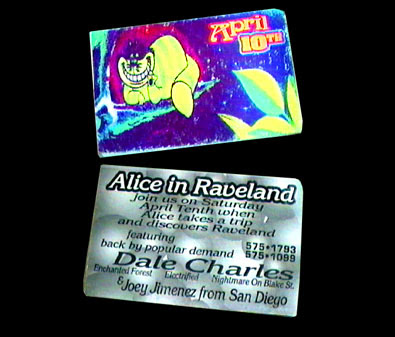 April
10TH
Alice in Raveland
Join us on Saturday
April Tenth when
Alice takes a trip
and discovers Raveland
featuring 575•1793
back by popular demand 575•1099
Dale Charles
Enchanted Forest Electrified Nightmare On Blake St.
& Joey Jimenez from San Diego